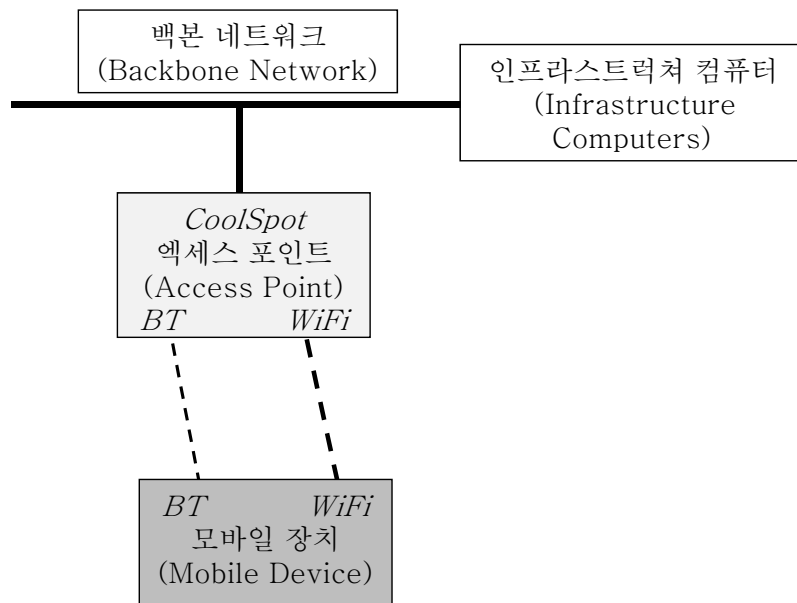 백본 네트워크
(Backbone Network)
인프라스트럭쳐 컴퓨터
(Infrastructure
Computers)
CoolSpot
엑세스 포인트
(Access Point)
BT WiFi
BT WiFi
모바일 장치
(Mobile Device)